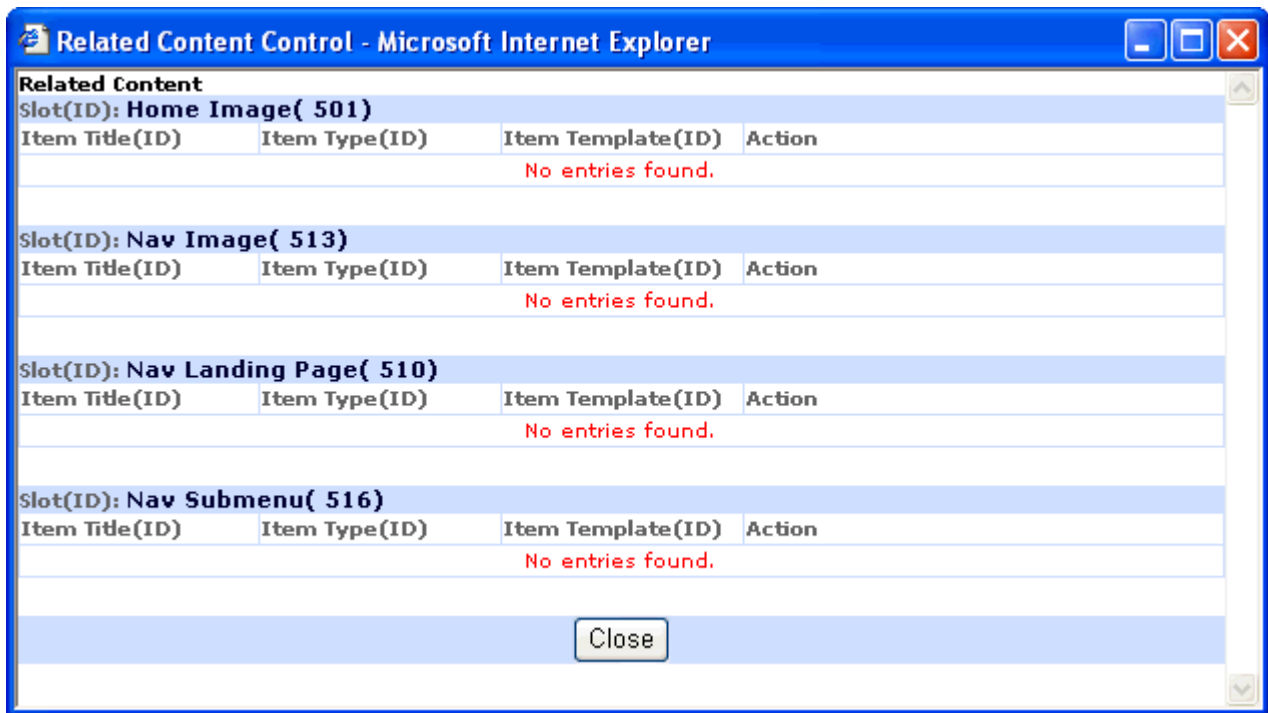 Related Content Control - Microsoft Internet Explorer
Related Content
Slot(ID): Home Image( 501)
Item Title(ID) Item Type(ID) Item Template(ID) Action
No entries found.
Slot(ID): Nav Image( 513)
Item Title(ID) Item Type(ID) Item Template(ID) Action
No entries found.
Slot(ID): Nav Landing Page( 510)
Item Title(ID) Item Type(ID) Item Template(ID) Action
No entries found.
Slot(ID): Nav Submenu( 516)
Item Title(ID) Item Type(ID) Item Template(ID) Action
No entries found.
Close